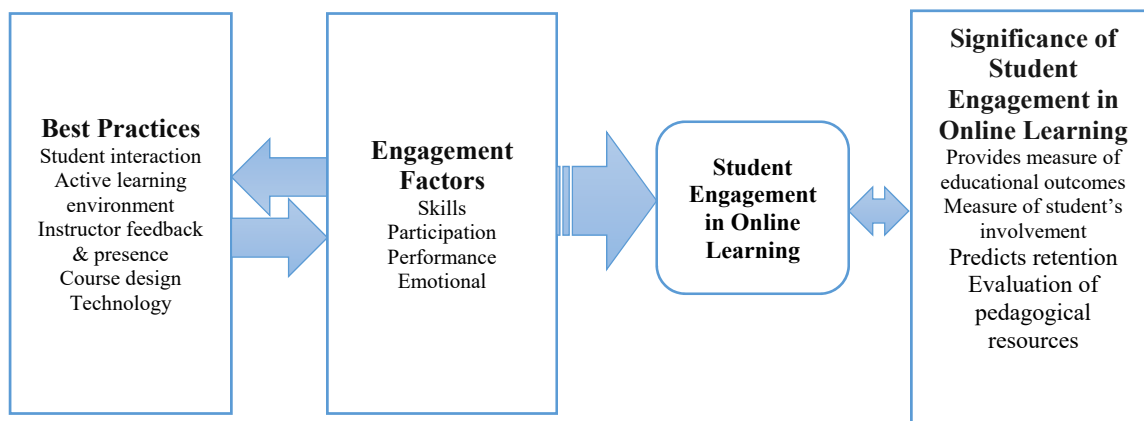 Best Practices
Student interaction
Active learning
environment
Instructor feedback
& presence
Course design
Technology
Engagement
Factors
Skills
Participation
Performance
Emotional
Student
Engagement
in Online
Learning
Significance of
Student
Engagement in
Online Learning
Provides measure of
educational outcomes
Measure of student’s
involvement
Predicts retention
Evaluation of
pedagogical
resources